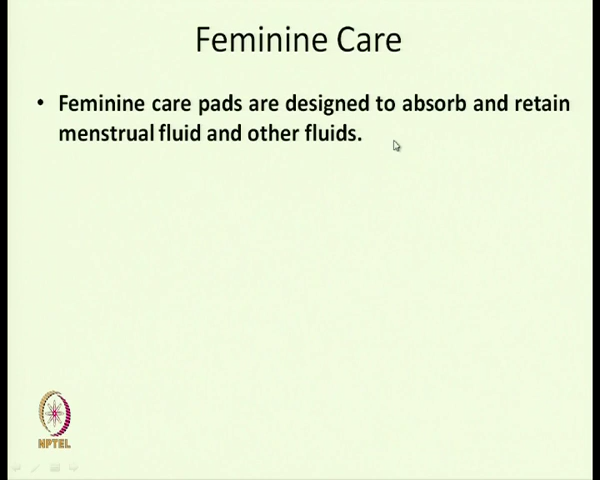 Feminine Care
• Feminine care pads are designed to absorb and retain
menstrual fluid and other fluids.
NPTEL